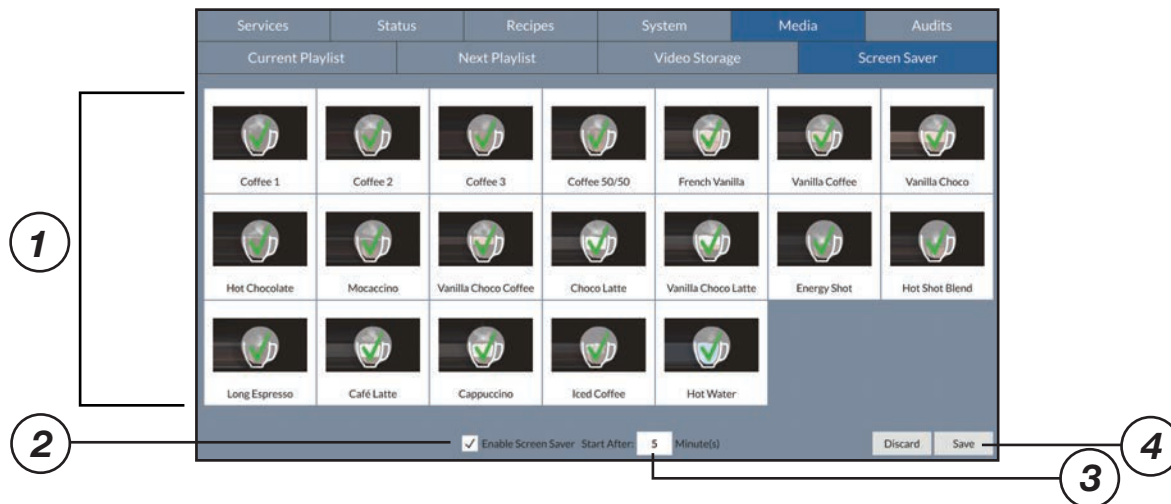 Services Status Recipes System Media Audits
Current Playlist Next Playlist Video Storage Screen Saver
Coffee 1 Coffee 2 Coffee 3 Coffee 50/50 French Vanilla Vanilla Coffee Vanilla Choco
1
Hot Chocolate Mocaccino Vanilla Choco Coffee Choco Latte Vanilla Choco Latte Energy Shot Hot Shot Blend
Long Espresso Café Latte Cappuccino Iced Coffee Hot Water
2 Enable Screen Saver Start After: 5 Minute(s) Discard Save 4
3